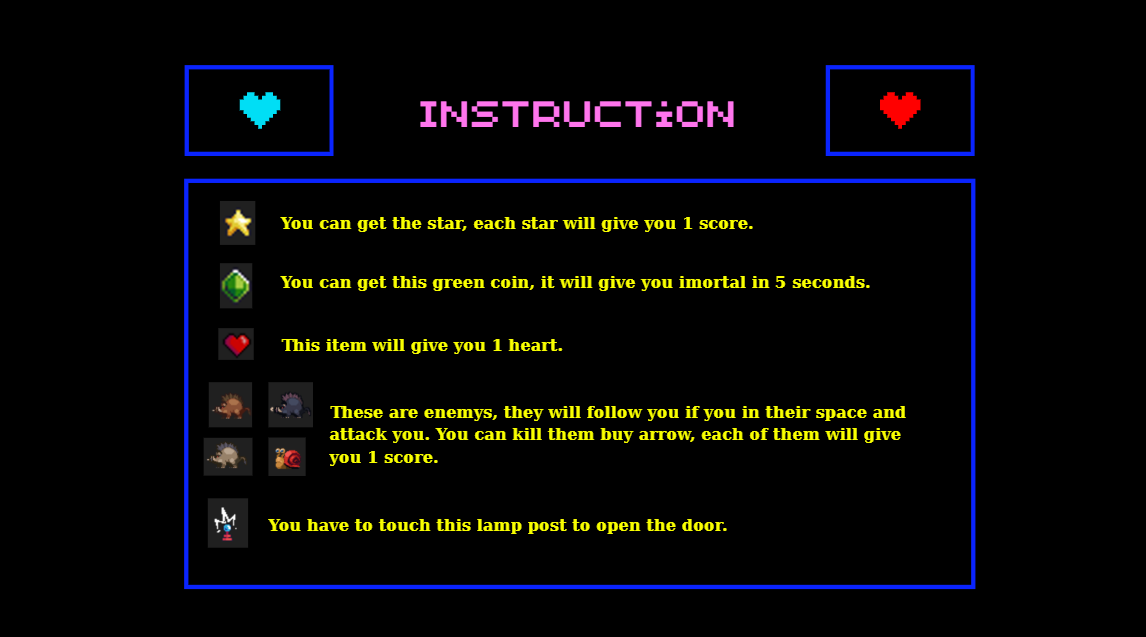 INSTRUCTiON
You can get the star, each star will give you 1 score.
You can get this green coin, it will give you imortal in 5 seconds.
This item will give you 1 heart.
These are enemys, they will follow you if you in their space and
attack you. You can kill them buy arrow, each of them will give
you 1 score.
You have to touch this lamp post to open the door.